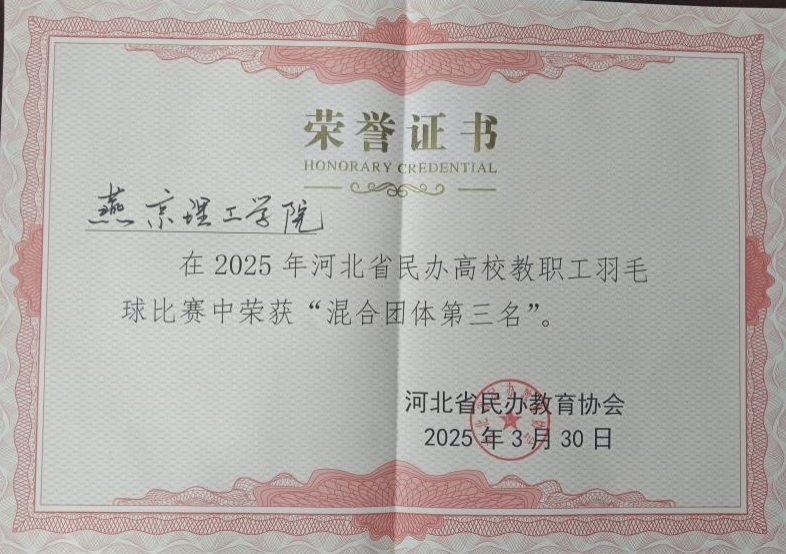 荣誉证书
HONORARY CREDENTIAL
燕京理工学院
在 2025 年河北省民办高校教职工羽毛
球比赛中荣获“混合团体第三名”。
河北省民办教育协会
2025 年 3 月 30 日